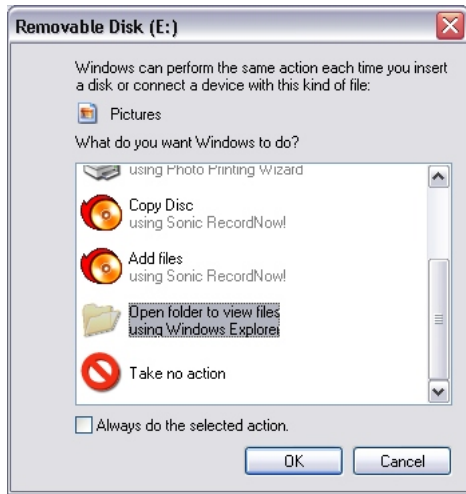 Removable Disk (E:)
Windows can perform the same action each time you insert
a disk or connect a device with this kind of file:
Pictures
What do you want Windows to do?
using Photo Printing Wizard
Copy Disc
using Sonic RecordNow!
Add files
using Sonic RecordNow!
Open folder to view files
using Windows Explorer
Take no action
Always do the selected action.
OK
Cancel